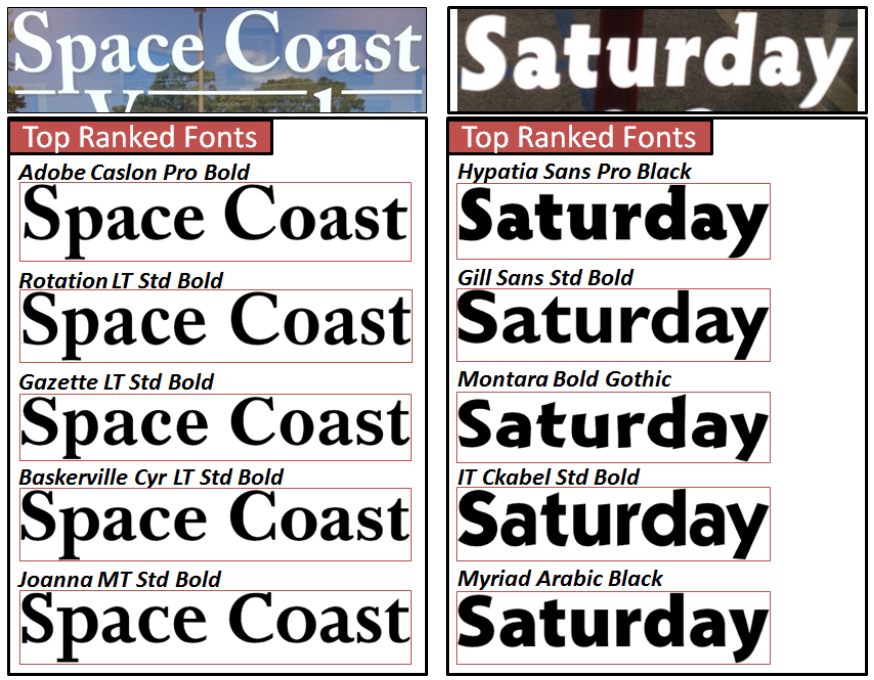 Space Coast
Top Ranked Fonts
Adobe Caslon Pro Bold
Space Coast
Rotation LT Std Bold
Space Coast
Gazette LT Std Bold
Space Coast
Baskerville Cyr LT Std Bold
Space Coast
Joanna MT Std Bold
Space Coast
Saturday
Top Ranked Fonts
Hypatia Sans Pro Black
Saturday
Gill Sans Std Bold
Saturday
Montara Bold Gothic
Saturday
IT Ckabel Std Bold
Saturday
Myriad Arabic Black
Saturday